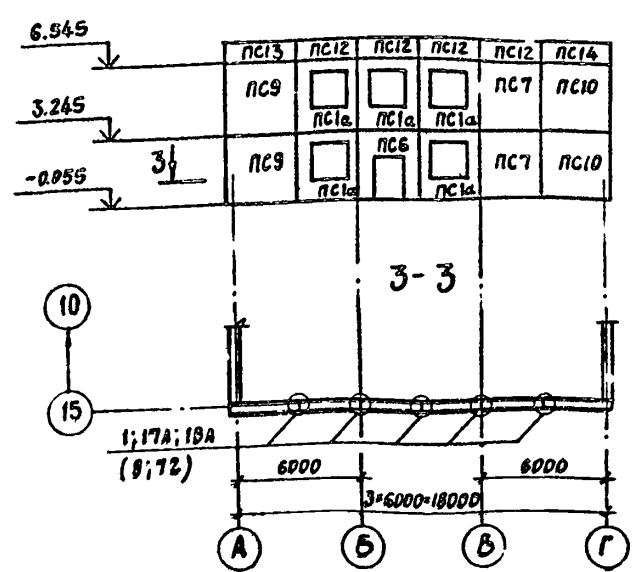 6.545
ПС13 ПС12 ПС12 ПС12 ПС12 ПС14
ПС9 ПС7 ПС10
3.245
ПС1а ПС1а ПС1а
ПС6
3
ПС9 ПС7 ПС10
-0.055
ПС1а ПС1а
3-3
10
15
1;17А;18А
(8;72)
6000 6000
3×6000=18000
А Б В Г